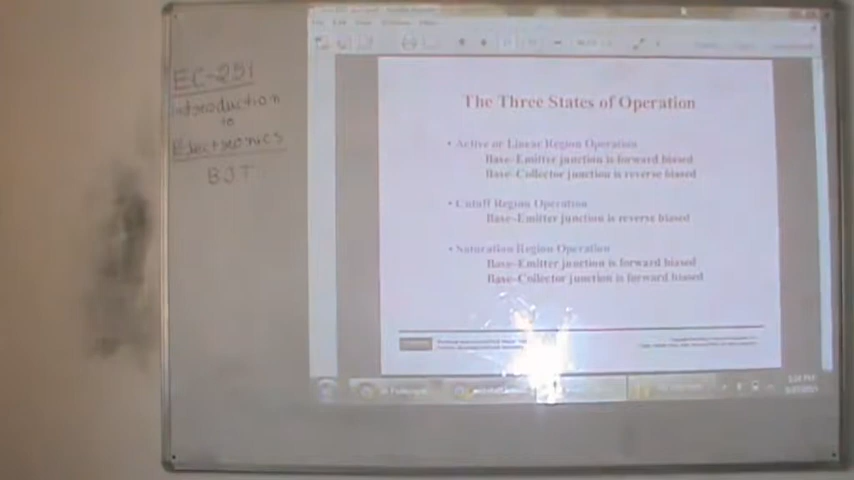 EC-251
Introduction
to
Electronics
BJT
The Three States of Operation
• Active or Linear Region Operation
Base–Emitter junction is forward biased
Base–Collector junction is reverse biased
• Cutoff Region Operation
Base–Emitter junction is reverse biased
• Saturation Region Operation
Base–Emitter junction is forward biased
Base–Collector junction is forward biased